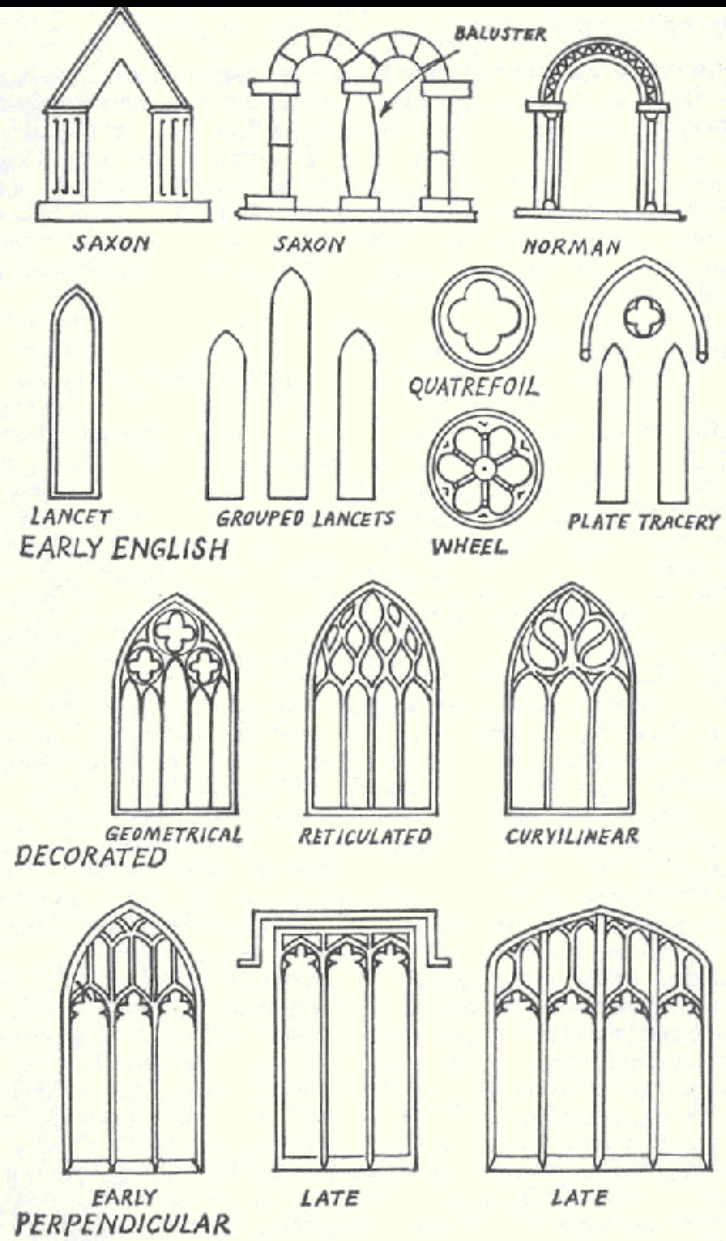 BALUSTER
SAXON
SAXON
NORMAN
QUATREFOIL
LANCET
GROUPED LANCETS
WHEEL
PLATE TRACERY
EARLY ENGLISH
GEOMETRICAL
RETICULATED
CURVILINEAR
DECORATED
EARLY
LATE
LATE
PERPENDICULAR